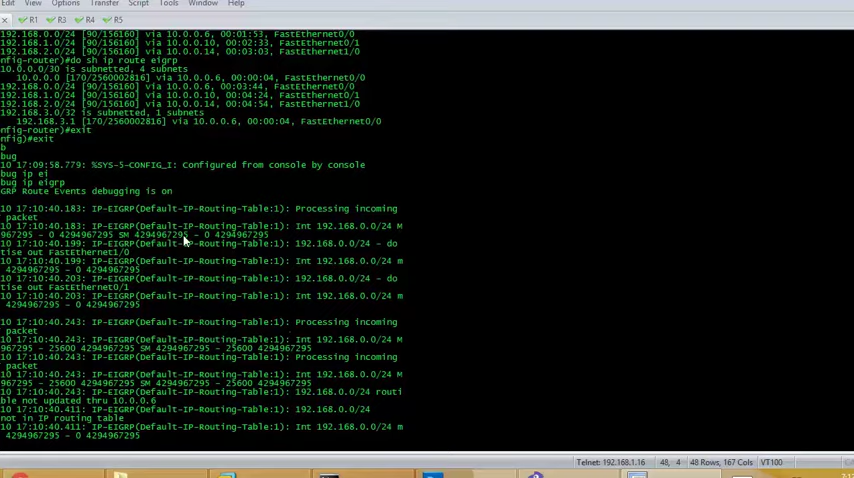 Edit View Options Transfer Script Tools Window Help
× R1 R3 R4 R5
192.168.0.0/24 [90/156160] via 10.0.0.6, 00:01:53, FastEthernet0/0
192.168.1.0/24 [90/156160] via 10.0.0.10, 00:02:33, FastEthernet0/1
192.168.2.0/24 [90/156160] via 10.0.0.14, 00:03:03, FastEthernet1/0
nfig-router)#do sh ip route eigrp
10.0.0.0/30 is subnetted, 4 subnets
10.0.0.0 [170/2560002816] via 10.0.0.6, 00:00:04, FastEthernet0/0
192.168.0.0/24 [90/156160] via 10.0.0.6, 00:03:44, FastEthernet0/0
192.168.1.0/24 [90/156160] via 10.0.0.10, 00:04:24, FastEthernet0/1
192.168.2.0/24 [90/156160] via 10.0.0.14, 00:04:54, FastEthernet1/0
192.168.3.0/32 is subnetted, 1 subnets
192.168.3.1 [170/2560002816] via 10.0.0.6, 00:00:04, FastEthernet0/0
nfig-router)#exit
nfig)#exit
b
bug
10 17:09:58.779: %SYS-5-CONFIG_I: Configured from console by console
bug ip ei
bug ip eigrp
GRP Route Events debugging is on
10 17:10:40.183: IP-EIGRP(Default-IP-Routing-Table:1): Processing incoming
packet
10 17:10:40.183: IP-EIGRP(Default-IP-Routing-Table:1): Int 192.168.0.0/24 M
967295 - 0 4294967295 SM 4294967295 - 0 4294967295
10 17:10:40.199: IP-EIGRP(Default-IP-Routing-Table:1): 192.168.0.0/24 - do
tise out FastEthernet1/0
10 17:10:40.199: IP-EIGRP(Default-IP-Routing-Table:1): Int 192.168.0.0/24 m
4294967295 - 0 4294967295
10 17:10:40.203: IP-EIGRP(Default-IP-Routing-Table:1): 192.168.0.0/24 - do
tise out FastEthernet0/1
10 17:10:40.203: IP-EIGRP(Default-IP-Routing-Table:1): Int 192.168.0.0/24 m
4294967295 - 0 4294967295
10 17:10:40.243: IP-EIGRP(Default-IP-Routing-Table:1): Processing incoming
packet
10 17:10:40.243: IP-EIGRP(Default-IP-Routing-Table:1): Int 192.168.0.0/24 M
967295 - 25600 4294967295 SM 4294967295 - 25600 4294967295
10 17:10:40.243: IP-EIGRP(Default-IP-Routing-Table:1): Processing incoming
packet
10 17:10:40.243: IP-EIGRP(Default-IP-Routing-Table:1): Int 192.168.0.0/24 M
967295 - 25600 4294967295 SM 4294967295 - 25600 4294967295
10 17:10:40.243: IP-EIGRP(Default-IP-Routing-Table:1): 192.168.0.0/24 routi
ble not updated thru 10.0.0.6
10 17:10:40.411: IP-EIGRP(Default-IP-Routing-Table:1): 192.168.0.0/24
not in IP routing table
10 17:10:40.411: IP-EIGRP(Default-IP-Routing-Table:1): Int 192.168.0.0/24 m
4294967295 - 0 4294967295
Telnet: 192.168.1.16 48, 4 48 Rows, 167 Cols VT100